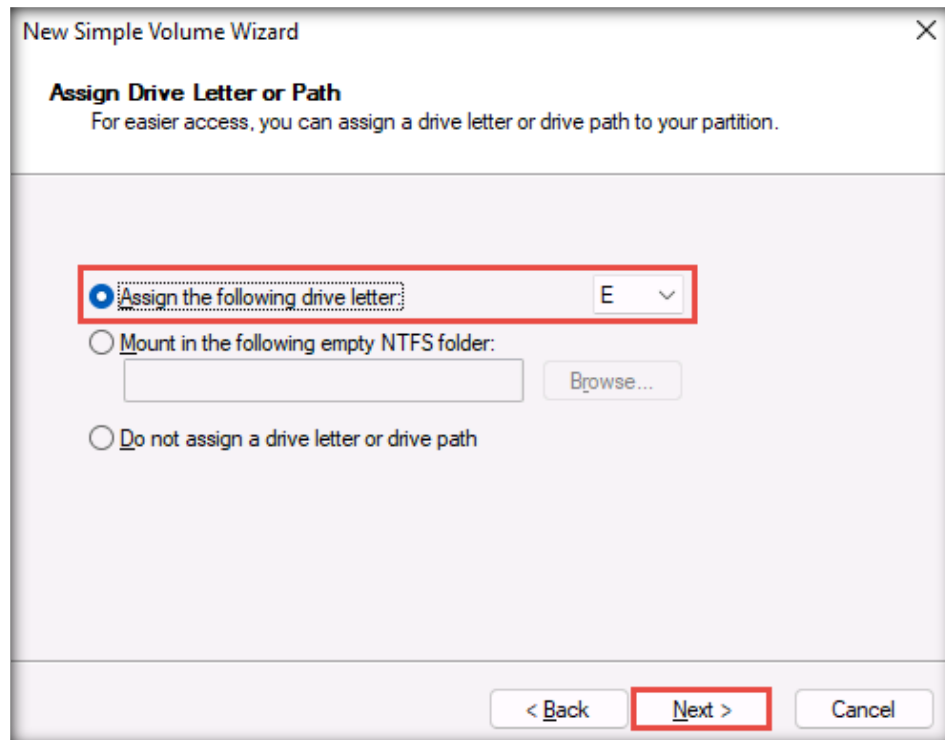 New Simple Volume Wizard
Assign Drive Letter or Path
For easier access, you can assign a drive letter or drive path to your partition.
Assign the following drive letter: E
Mount in the following empty NTFS folder:
Browse...
Do not assign a drive letter or drive path
< Back Next > Cancel